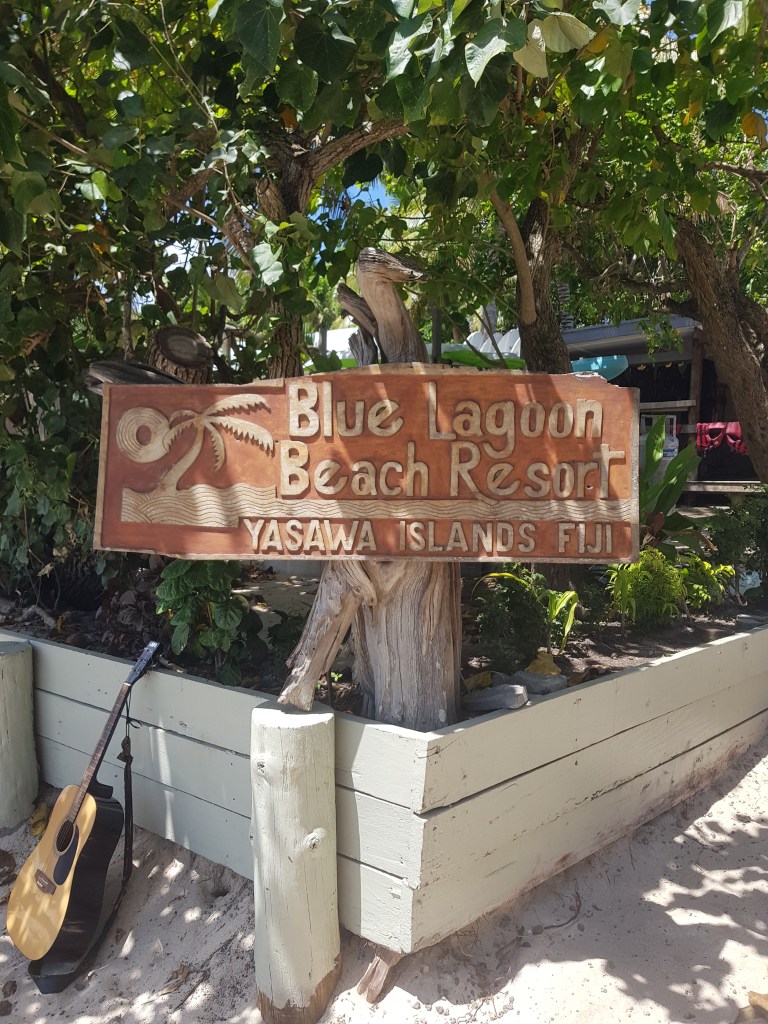 Blue Lagoon
Beach Resort
YASAWA ISLANDS FIJI